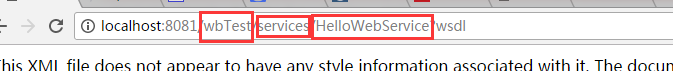 localhost:8081/wbTest/services/HelloWebService?wsdl
This XML file does not appear to have any style information associated with it. The docum